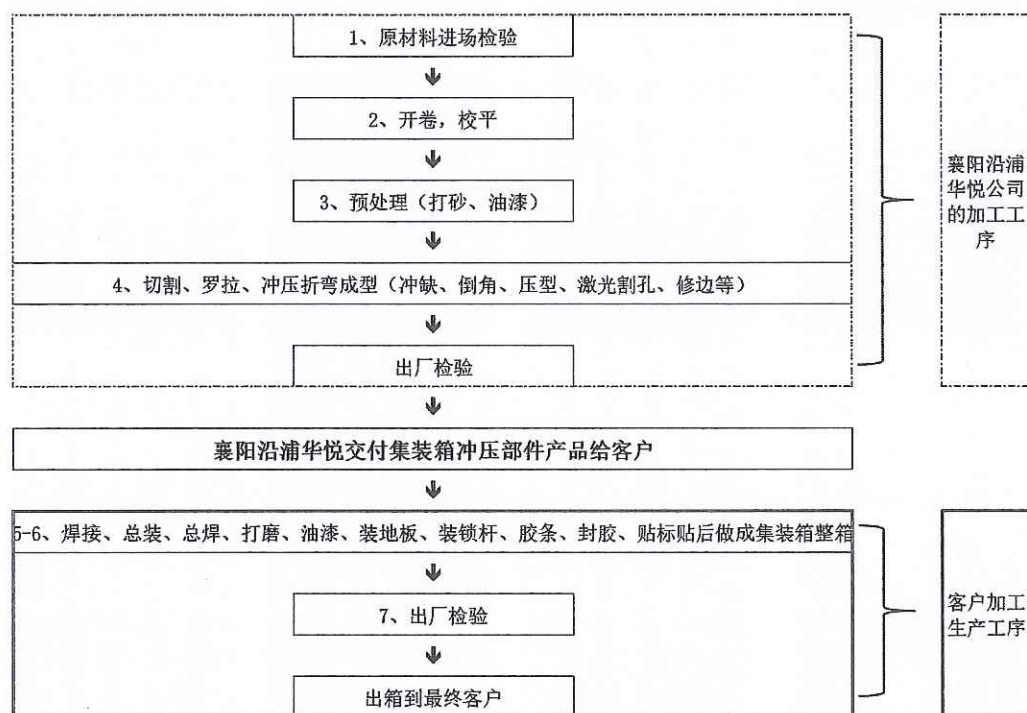 1、原材料进场检验
2、开卷，校平
3、预处理（打砂、油漆）
4、切割、罗拉、冲压折弯成型（冲缺、倒角、压型、激光割孔、修边等）
出厂检验
襄阳沿浦
华悦公司
的加工工
序
襄阳沿浦华悦交付集装箱冲压部件产品给客户
5-6、焊接、总装、总焊、打磨、油漆、装地板、装锁杆、胶条、封胶、贴标贴后做成集装箱整箱
7、出厂检验
出箱到最终客户
客户加工
生产工序